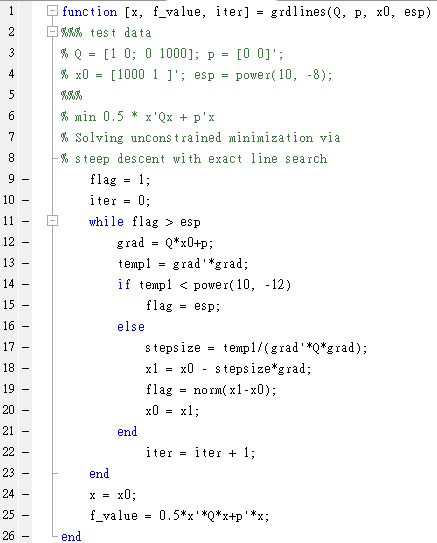 1 function [x, f_value, iter] = grdlines(Q, p, x0, esp)
2 %%% test data
3 % Q = [1 0; 0 1000]; p = [0 0]';
4 % x0 = [1000 1 ]'; esp = power(10, -8);
5 %%%
6 % min 0.5 * x'Qx + p'x
7 % Solving unconstrained minimization via
8 % steep descent with exact line search
9 - flag = 1;
10 - iter = 0;
11 - while flag > esp
12 - grad = Q*x0+p;
13 - temp1 = grad'*grad;
14 - if temp1 < power(10, -12)
15 - flag = esp;
16 - else
17 - stepsize = temp1/(grad'*Q*grad);
18 - x1 = x0 - stepsize*grad;
19 - flag = norm(x1-x0);
20 - x0 = x1;
21 - end
22 - iter = iter + 1;
23 - end
24 - x = x0;
25 - f_value = 0.5*x'*Q*x+p'*x;
26 - end